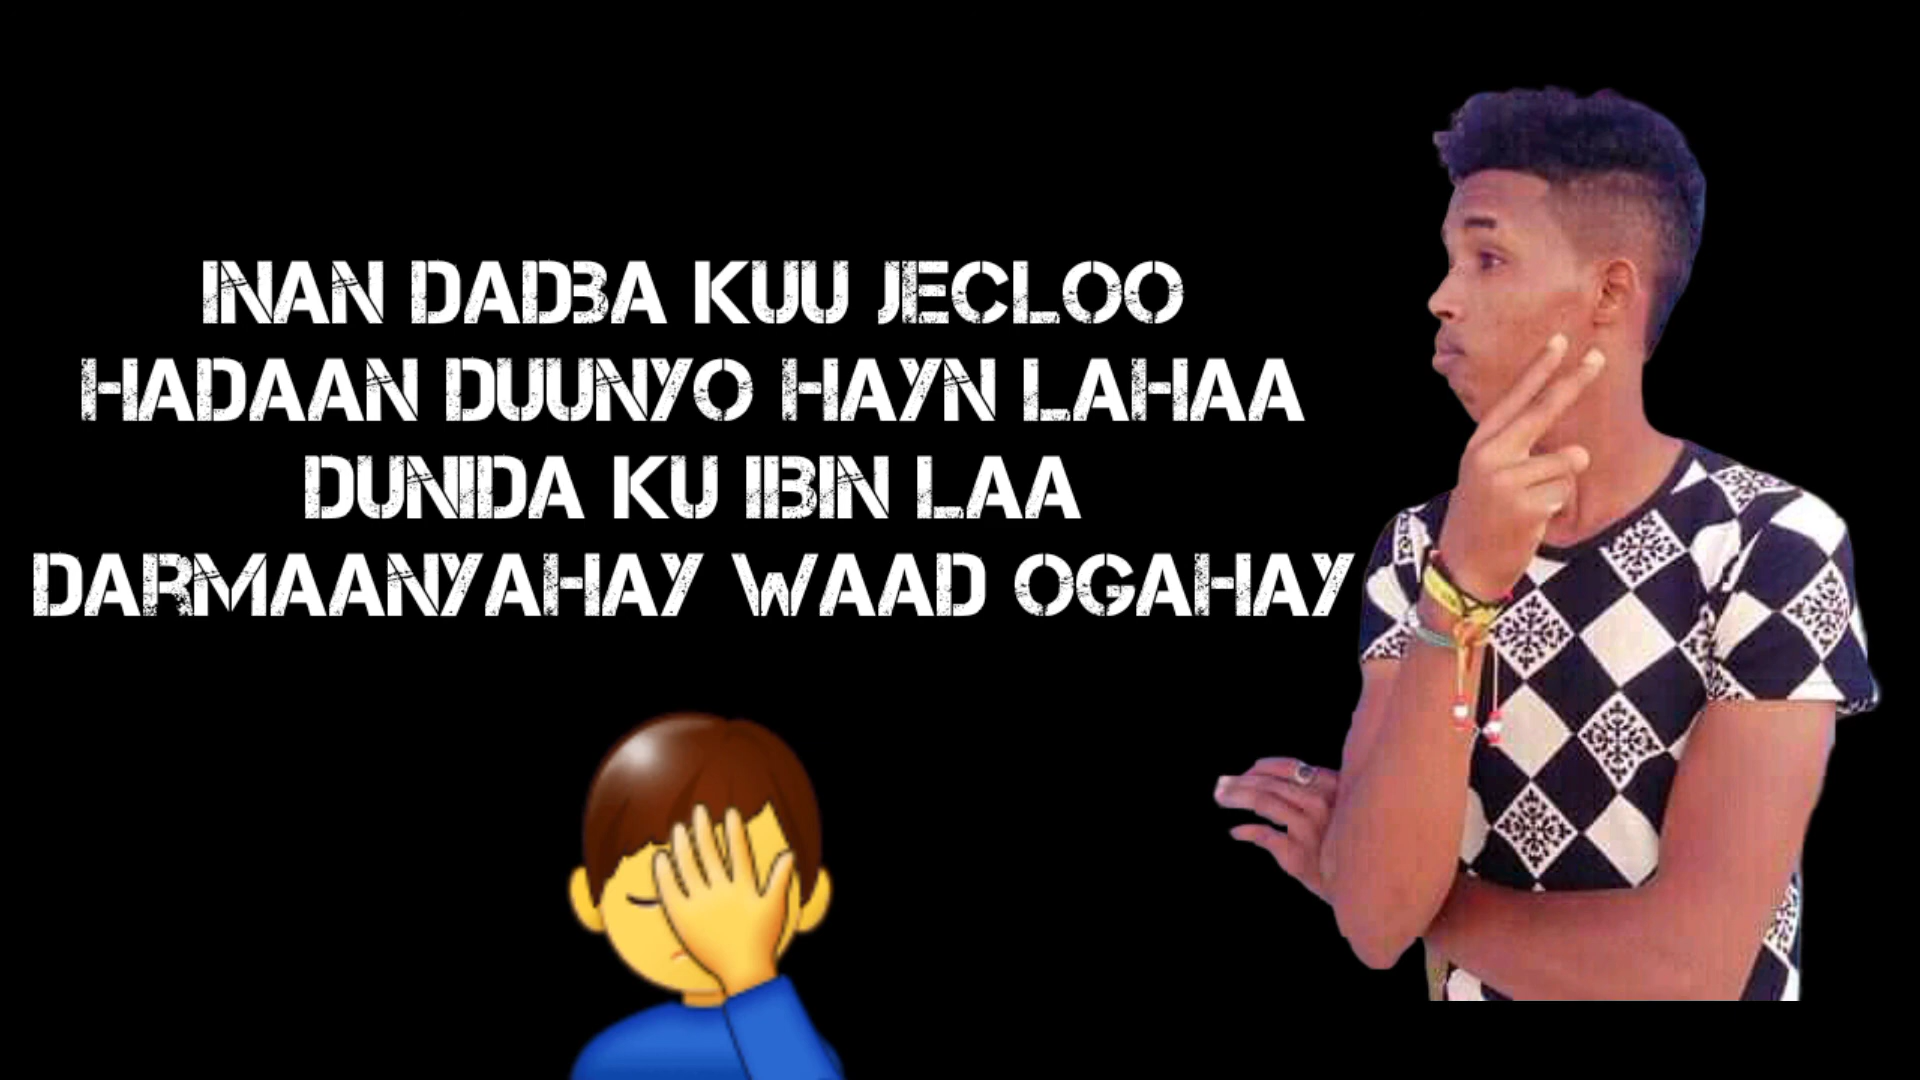 INAN DADBA KUU JECLOO
HADAAN DUUNYO HAYN LAHAA
DUNIDA KU IBIN LAA
DARMAANYAHAY WAAD OGAHAY